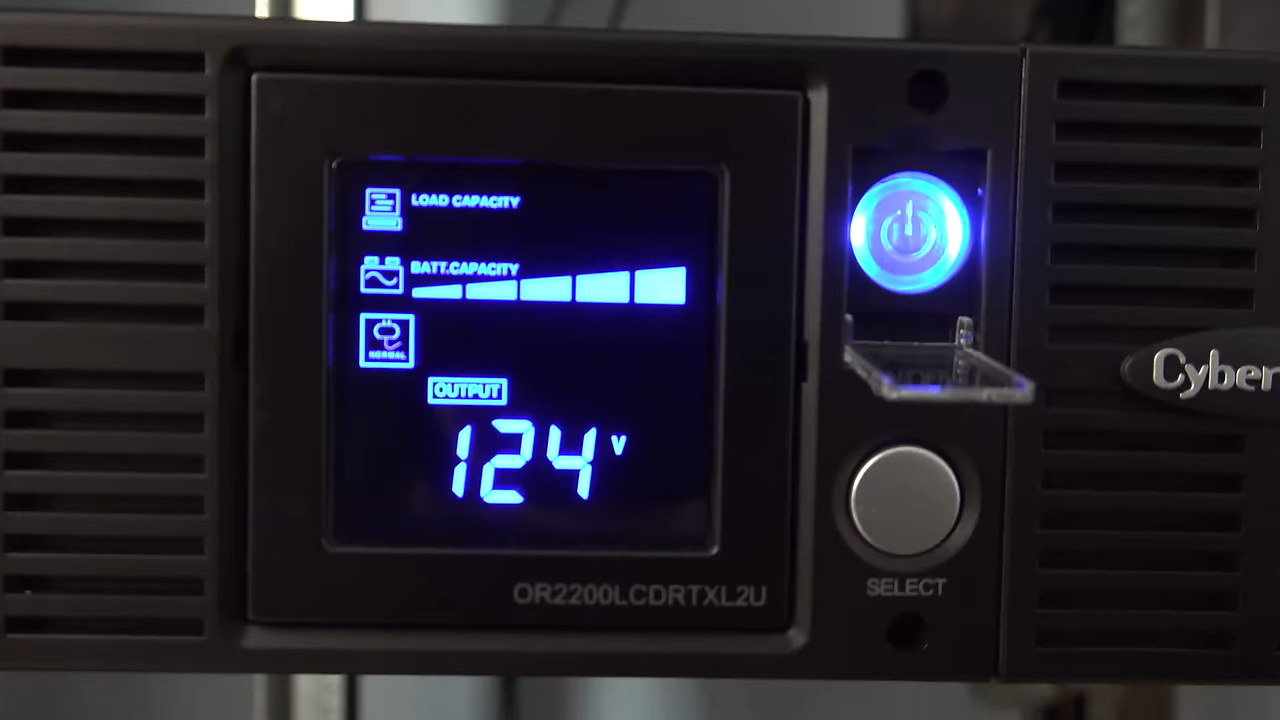 LOAD CAPACITY
BATT.CAPACITY
NORMAL
OUTPUT
124 V
OR2200LCDRTXL2U
SELECT
Cyber